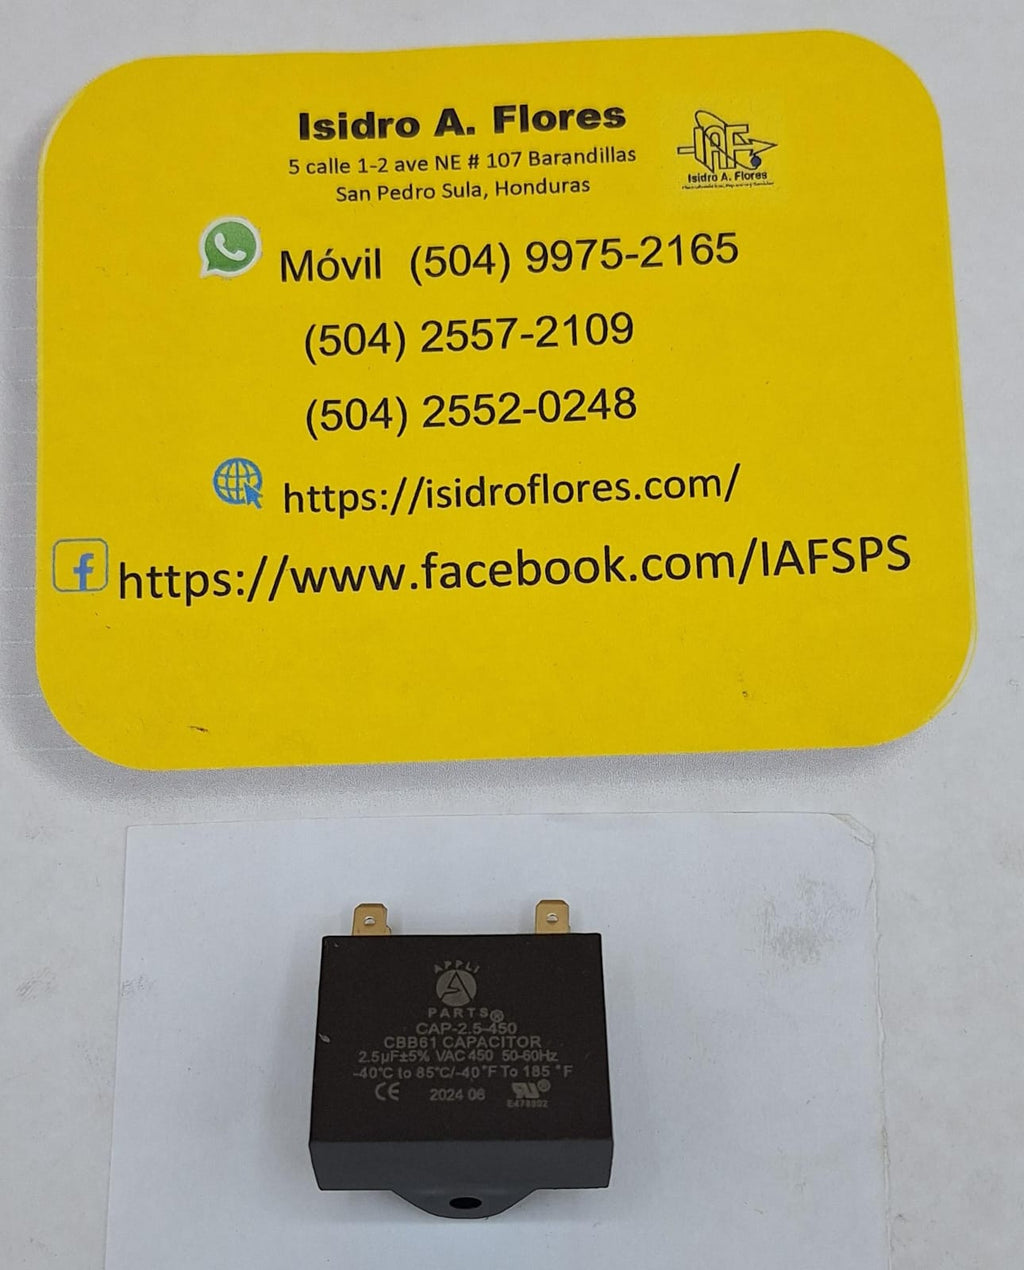 Isidro A. Flores
5 calle 1-2 ave NE # 107 Barandillas
San Pedro Sula, Honduras
Isidro A. Flores
Móvil (504) 9975-2165
(504) 2557-2109
(504) 2552-0248
https://isidroflores.com/
f https://www.facebook.com/IAFSPS
APPLI
PARTS®
CAP-2.5-450
CBB61 CAPACITOR
2.5µF±5% VAC 450 50-60Hz
-40°C to 85°C/-40°F To 185 °F
CE 2024 06